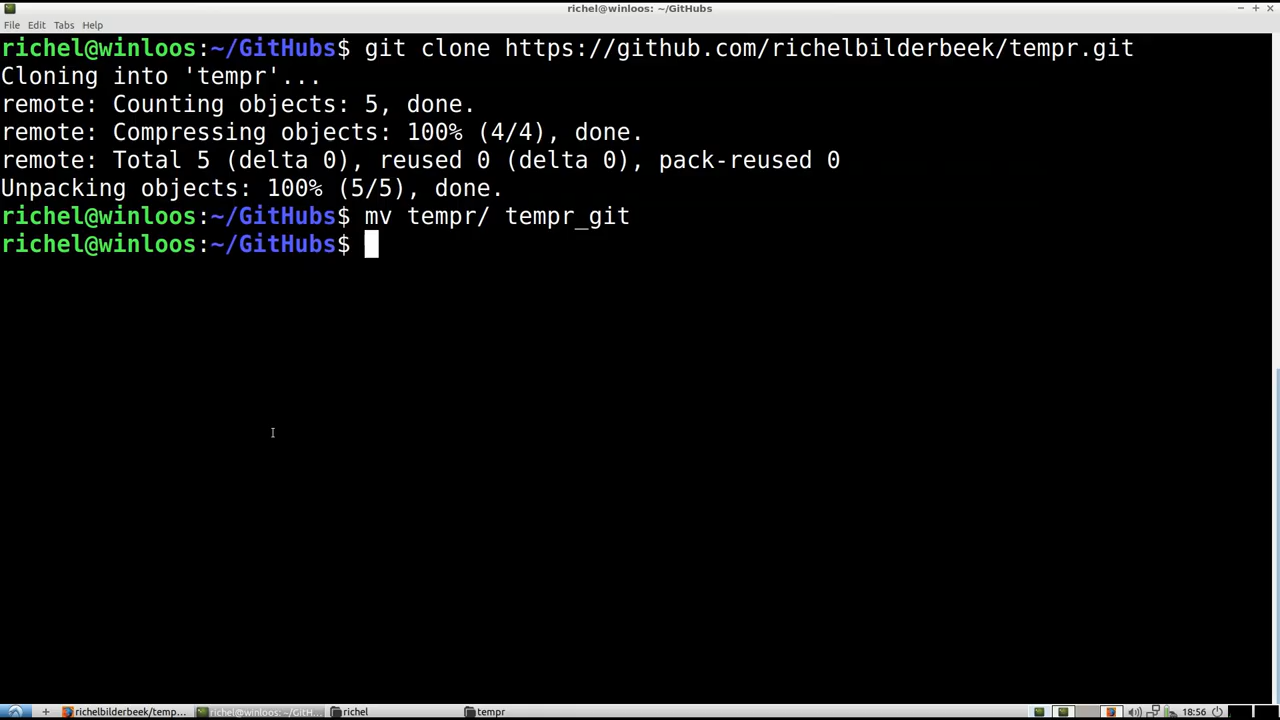 richel@winloos: ~/GitHubs
File Edit Tabs Help
richel@winloos:~/GitHubs$ git clone https://github.com/richelbilderbeek/tempr.git
Cloning into 'tempr'...
remote: Counting objects: 5, done.
remote: Compressing objects: 100% (4/4), done.
remote: Total 5 (delta 0), reused 0 (delta 0), pack-reused 0
Unpacking objects: 100% (5/5), done.
richel@winloos:~/GitHubs$ mv tempr/ tempr_git
richel@winloos:~/GitHubs$
richelbilderbeek/temp... richel@winloos: ~/GitH... richel tempr 18:56